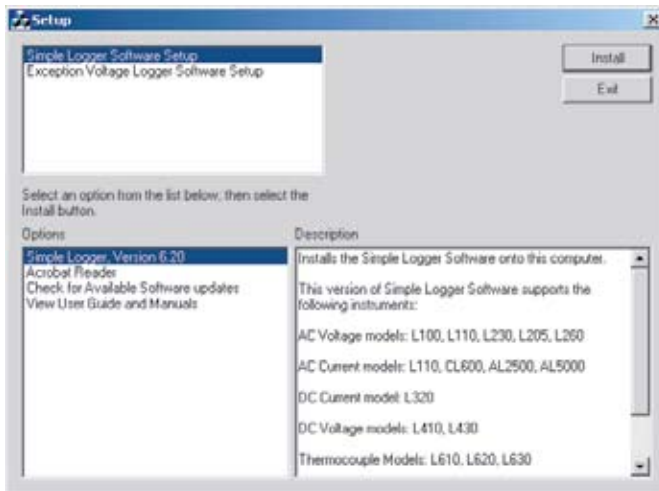 Setup
Simple Logger Software Setup
Exception Voltage Logger Software Setup
Install
Exit
Select an option from the list below, then select the
Install button.
Options
Simple Logger, Version 6.20
Acrobat Reader
Check for Available Software updates
View User Guide and Manuals
Description
Installs the Simple Logger Software onto this computer.
This version of Simple Logger Software supports the
following instruments:
AC Voltage models: L100, L110, L230, L205, L260
AC Current models: L110, CL600, AL2500, AL5000
DC Current model: L320
DC Voltage models: L410, L430
Thermocouple Models: L610, L620, L630